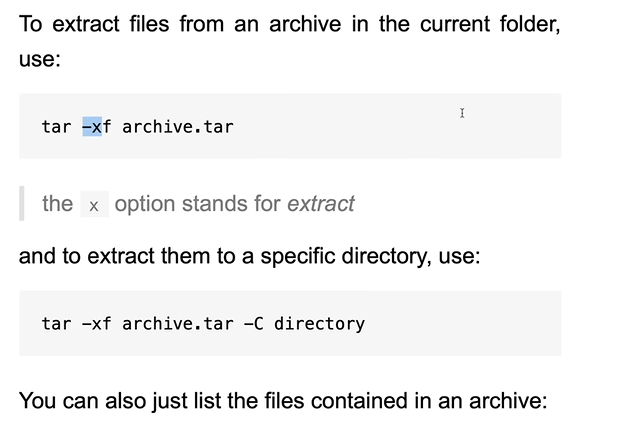 To extract files from an archive in the current folder,
use:
tar -xf archive.tar
the x option stands for extract
and to extract them to a specific directory, use:
tar -xf archive.tar -C directory
You can also just list the files contained in an archive: